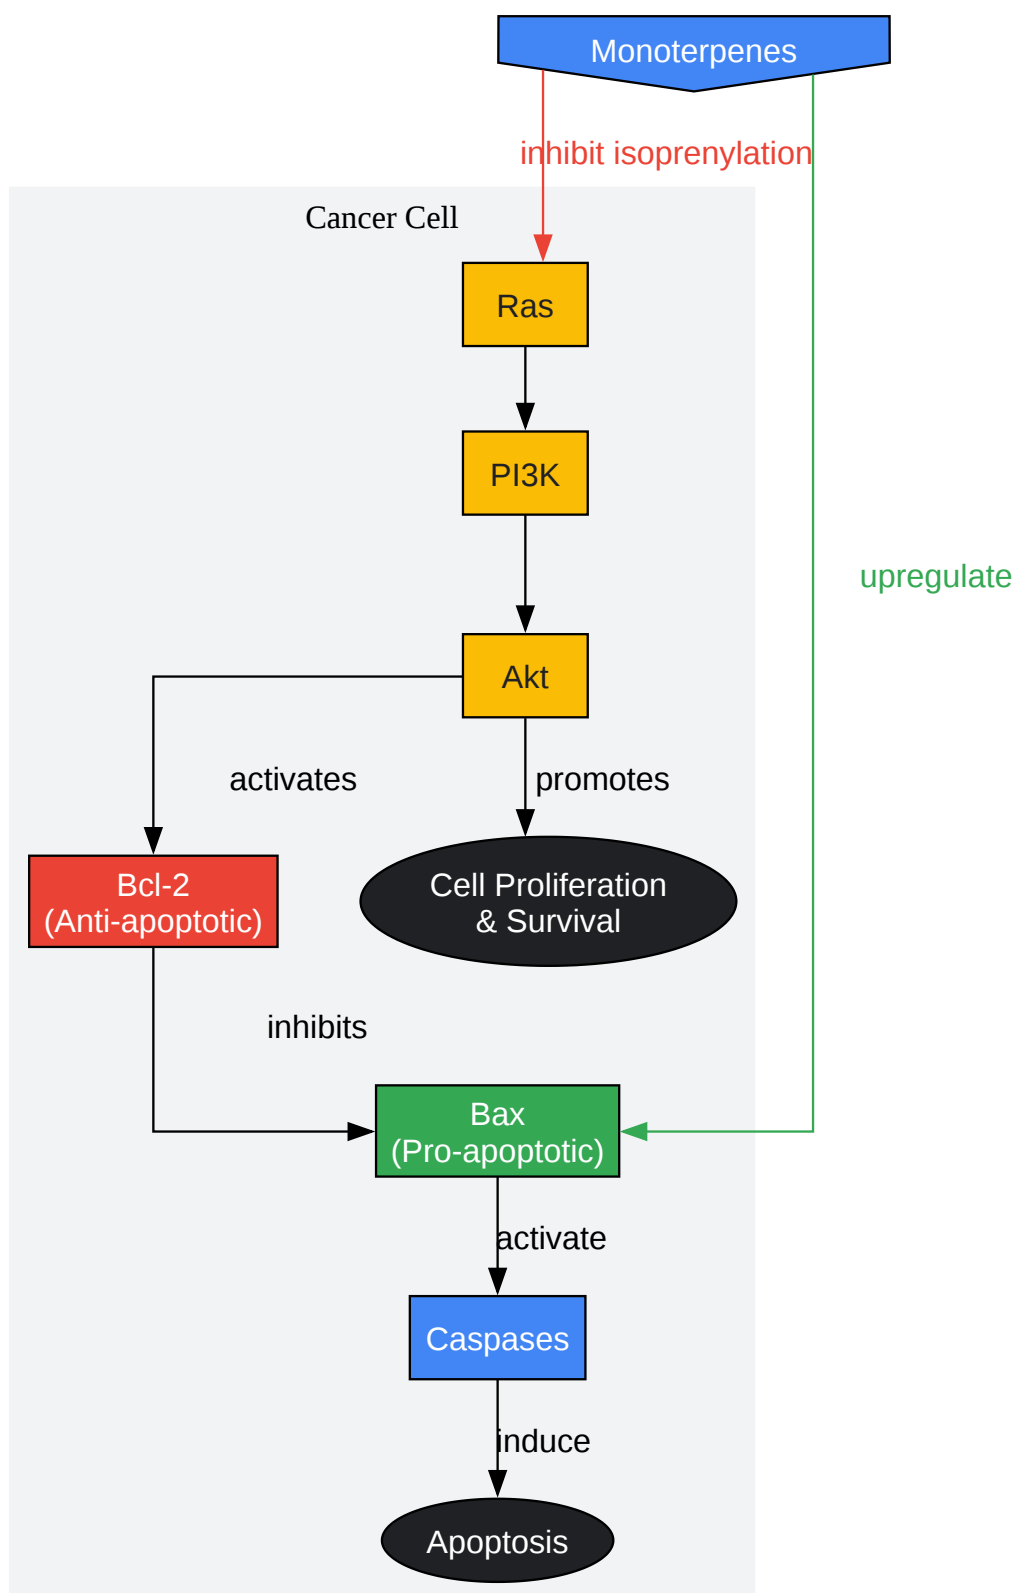 Monoterpenes
inhibit isoprenylation
Cancer Cell
Ras
PI3K
upregulate
Akt
activates
promotes
Bcl-2
(Anti-apoptotic)
Cell Proliferation
& Survival
inhibits
Bax
(Pro-apoptotic)
activate
Caspases
induce
Apoptosis